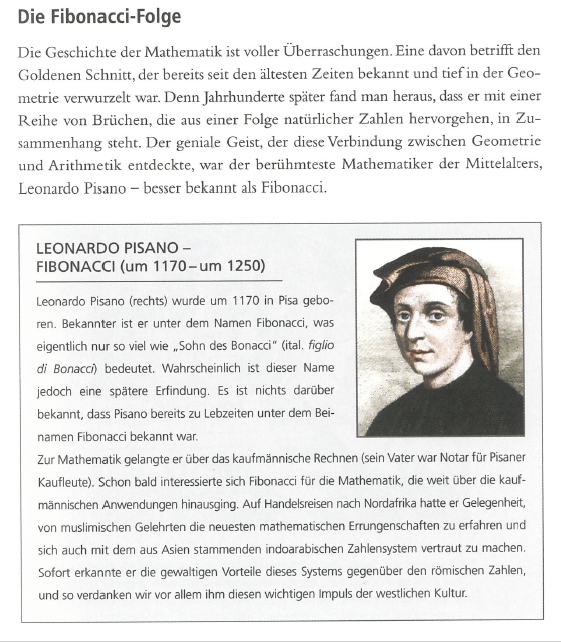 Die Fibonacci-Folge
Die Geschichte der Mathematik ist voller Überraschungen. Eine davon betrifft den
Goldenen Schnitt, der bereits seit den ältesten Zeiten bekannt und tief in der Geo-
metrie verwurzelt war. Denn Jahrhunderte später fand man heraus, dass er mit einer
Reihe von Brüchen, die aus einer Folge natürlicher Zahlen hervorgehen, in Zu-
sammenhang steht. Der geniale Geist, der diese Verbindung zwischen Geometrie
und Arithmetik entdeckte, war der berühmteste Mathematiker der Mittelalters,
Leonardo Pisano – besser bekannt als Fibonacci.
LEONARDO PISANO –
FIBONACCI (um 1170 – um 1250)
Leonardo Pisano (rechts) wurde um 1170 in Pisa gebo-
ren. Bekannter ist er unter dem Namen Fibonacci, was
eigentlich nur so viel wie „Sohn des Bonacci“ (ital. figlio
di Bonacci) bedeutet. Wahrscheinlich ist dieser Name
jedoch eine spätere Erfindung. Es ist nichts darüber
bekannt, dass Pisano bereits zu Lebzeiten unter dem Bei-
namen Fibonacci bekannt war.
Zur Mathematik gelangte er über das kaufmännische Rechnen (sein Vater war Notar für Pisaner
Kaufleute). Schon bald interessierte sich Fibonacci für die Mathematik, die weit über die kauf-
männischen Anwendungen hinausging. Auf Handelsreisen nach Nordafrika hatte er Gelegenheit,
von muslimischen Gelehrten die neuesten mathematischen Errungenschaften zu erfahren und
sich auch mit dem aus Asien stammenden indoarabischen Zahlensystem vertraut zu machen.
Sofort erkannte er die gewaltigen Vorteile dieses Systems gegenüber den römischen Zahlen,
und so verdanken wir vor allem ihm diesen wichtigen Impuls der westlichen Kultur.